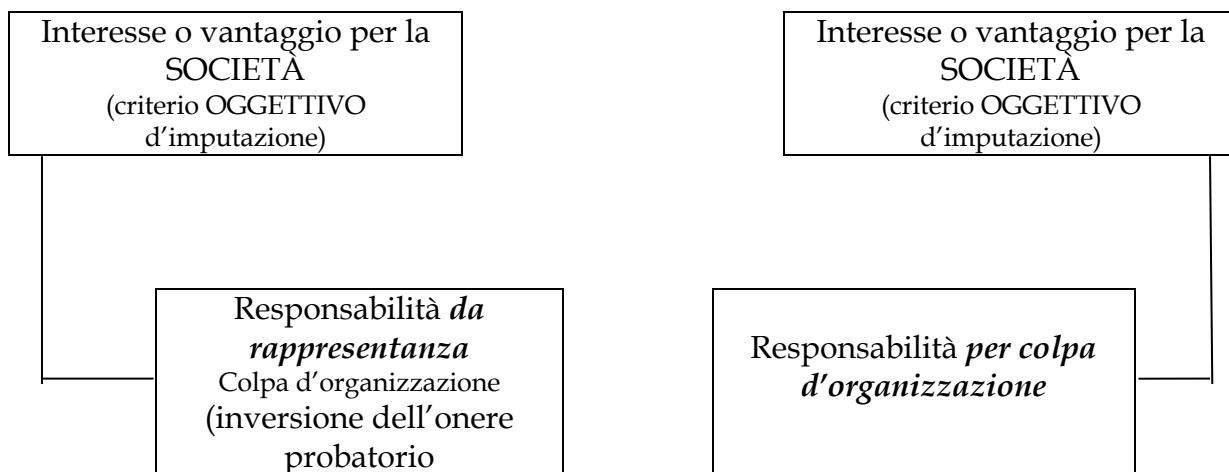 Interesse o vantaggio per la
SOCIETÀ
(criterio OGGETTIVO
d’imputazione)
Interesse o vantaggio per la
SOCIETÀ
(criterio OGGETTIVO
d’imputazione)
Responsabilità da
rappresentanza
Colpa d’organizzazione
(inversione dell’onere
probatorio
Responsabilità per colpa
d’organizzazione